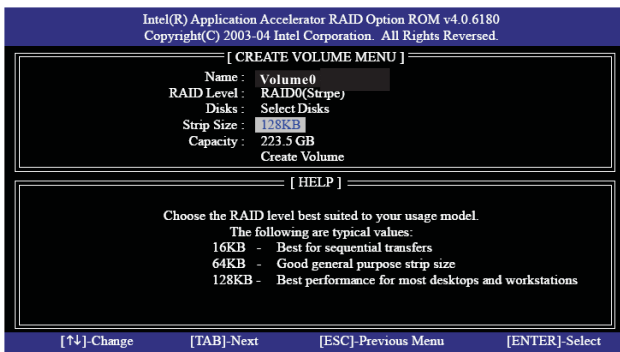 Intel(R) Application Accelerator RAID Option ROM v4.0.6180
Copyright(C) 2003-04 Intel Corporation. All Rights Reversed.
[ CREATE VOLUME MENU ]
Name : Volume0
RAID Level : RAID0(Stripe)
Disks : Select Disks
Strip Size : 128KB
Capacity : 223.5 GB
Create Volume
[ HELP ]
Choose the RAID level best suited to your usage model.
The following are typical values:
16KB - Best for sequential transfers
64KB - Good general purpose strip size
128KB - Best performance for most desktops and workstations
[↑↓]-Change [TAB]-Next [ESC]-Previous Menu [ENTER]-Select